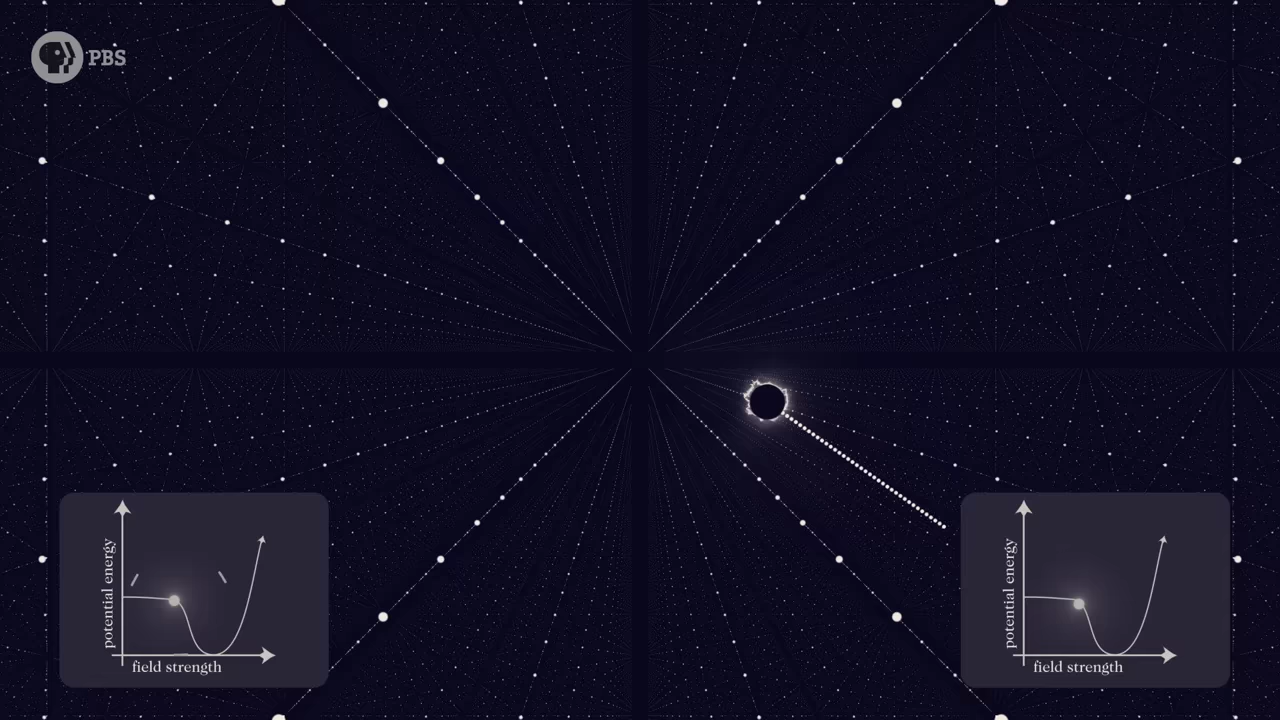 PBS
potential energy
field strength
potential energy
field strength